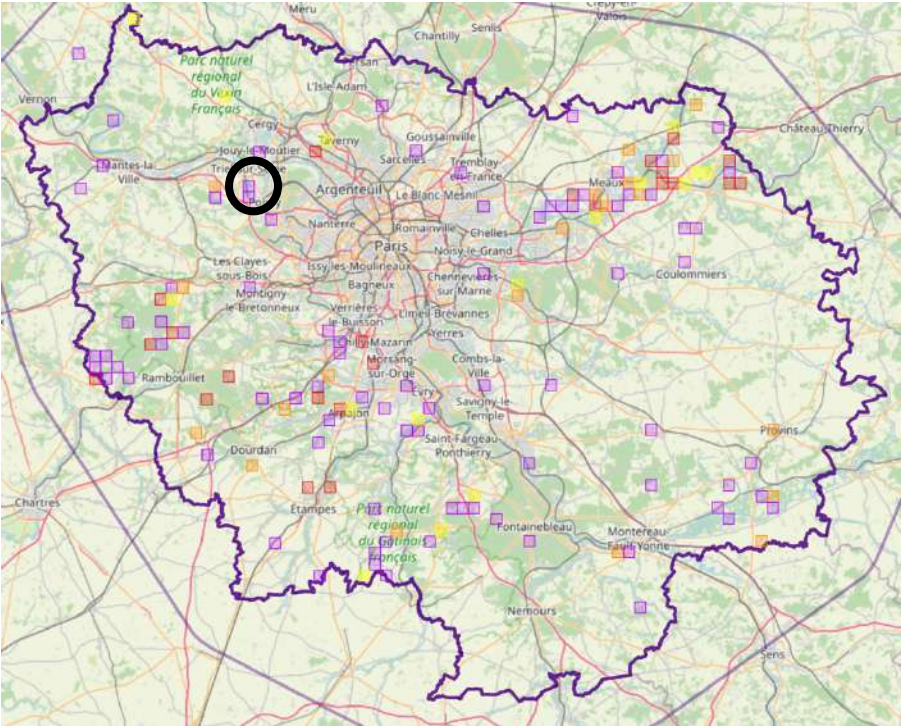 Meru
Crépy-en-
Valois
Senlis
Chantilly
Parc naturel
régional
du Vexin
Français
L'Isle-Adam
Vernon
Cergy
Château-Thierry
Taverny
Goussainville
Jouy-le-Moutier
Sarcelles
Mantes-la-
Ville
Tremblay-
en-France
Argenteuil
Le Blanc-Mesnil
Meaux
Nanterre
Romainville
Chelles
Paris
Noisy-le-Grand
Les Clayes-
sous-Bois
Issy-les-Moulineaux
Bagneux
Chennevières-
sur-Marne
Coulommiers
Montigny
-le-Bretonneux
Verrières
-le-Buisson
Limeil-Brévannes
Yerres
Chilly-Mazarin
Morsang-
sur-Orge
Combs-la-
Ville
Rambouillet
Evry
Savigny-le-
Temple
Arpajon
Provins
Dourdan
Saint-Fargeau-
Ponthierry
Chartres
Étampes
Parc naturel
régional
du Gâtinais
français
Fontainebleau
Montereau-
Fault-Yonne
Nemours
Sens